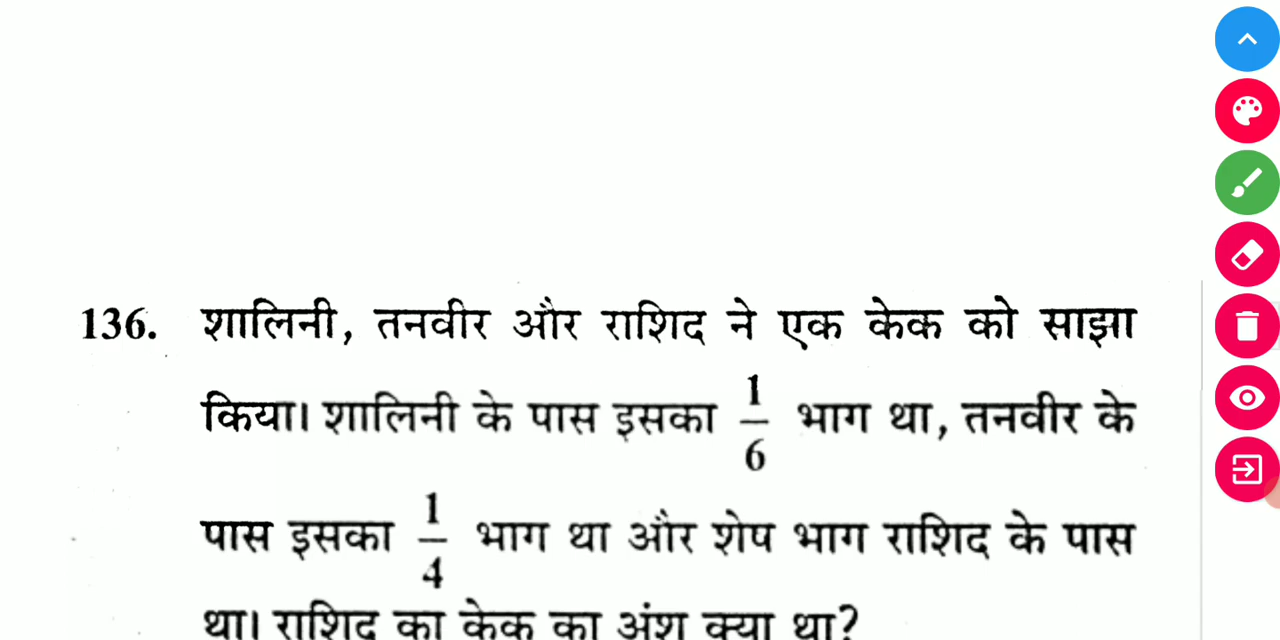 136. शालिनी, तनवीर और राशिद ने एक केक को साझा
किया। शालिनी के पास इसका 1/6 भाग था, तनवीर के
पास इसका 1/4 भाग था और शेष भाग राशिद के पास
था। राशिद का केक का अंश क्या था?